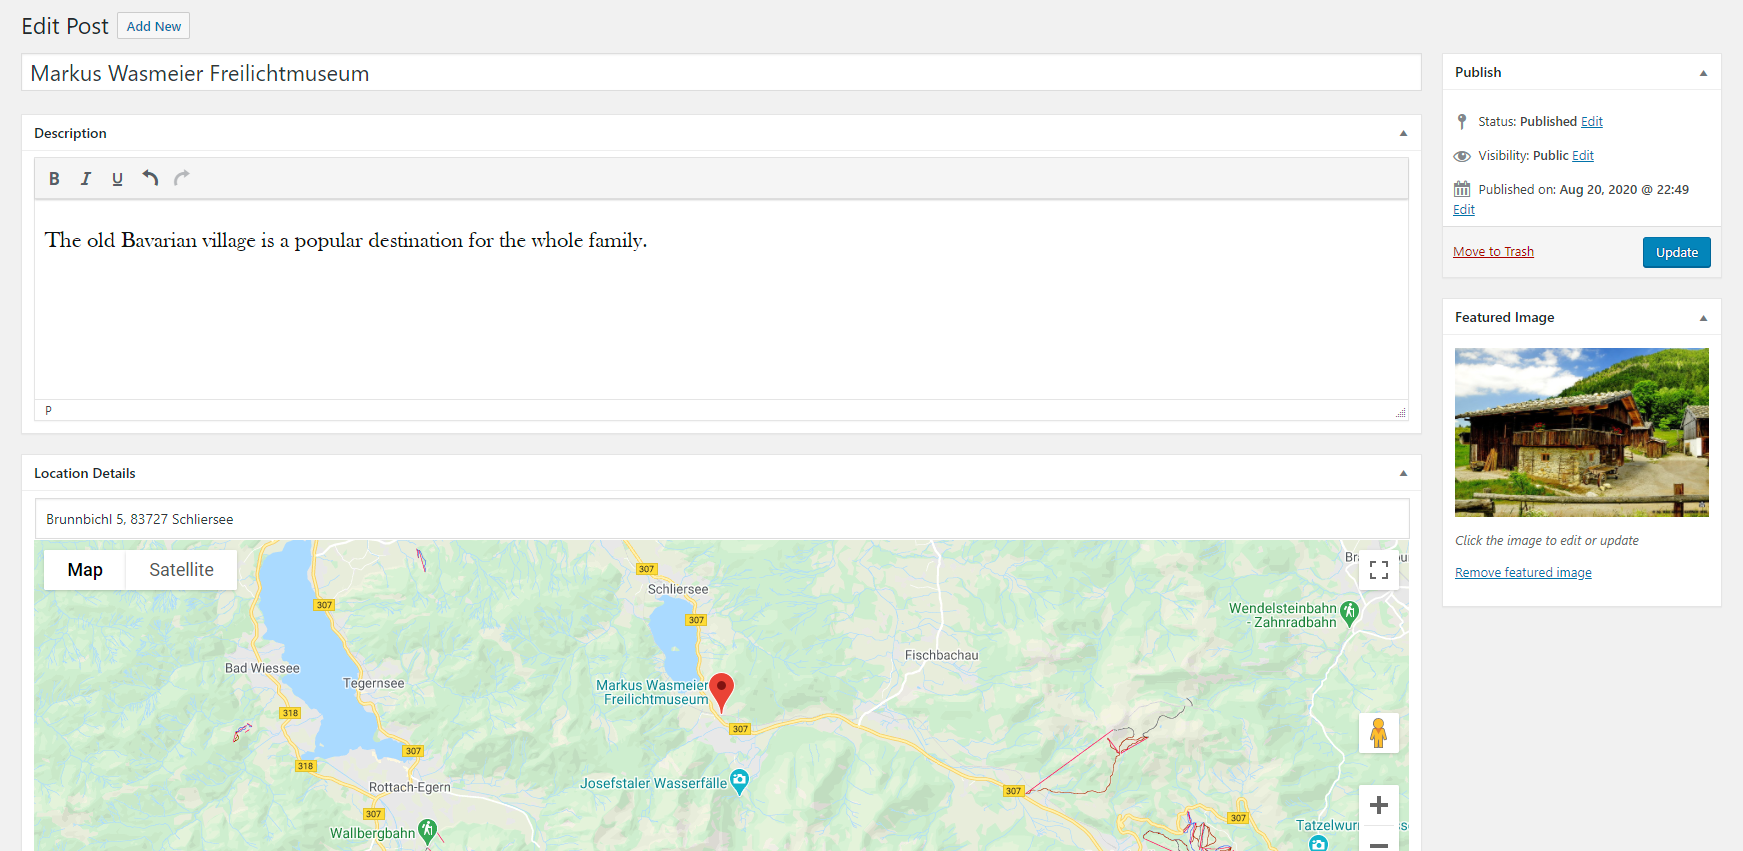 Edit Post Add New
Markus Wasmeier Freilichtmuseum
Description
B I U
The old Bavarian village is a popular destination for the whole family.
P
Location Details
Brunnbichl 5, 83727 Schliersee
Map Satellite
307
Schliersee
307
307
Wendelsteinbahn
- Zahnradbahn
Fischbachau
Bad Wiessee
Tegernsee
Markus Wasmeier
Freilichtmuseum
318
307
307
318
Josefstaler Wasserfälle
Rottach-Egern
307
307
307
Wallbergbahn
Publish
Status: Published Edit
Visibility: Public Edit
Published on: Aug 20, 2020 @ 22:49
Edit
Move to Trash Update
Featured Image
Click the image to edit or update
Remove featured image